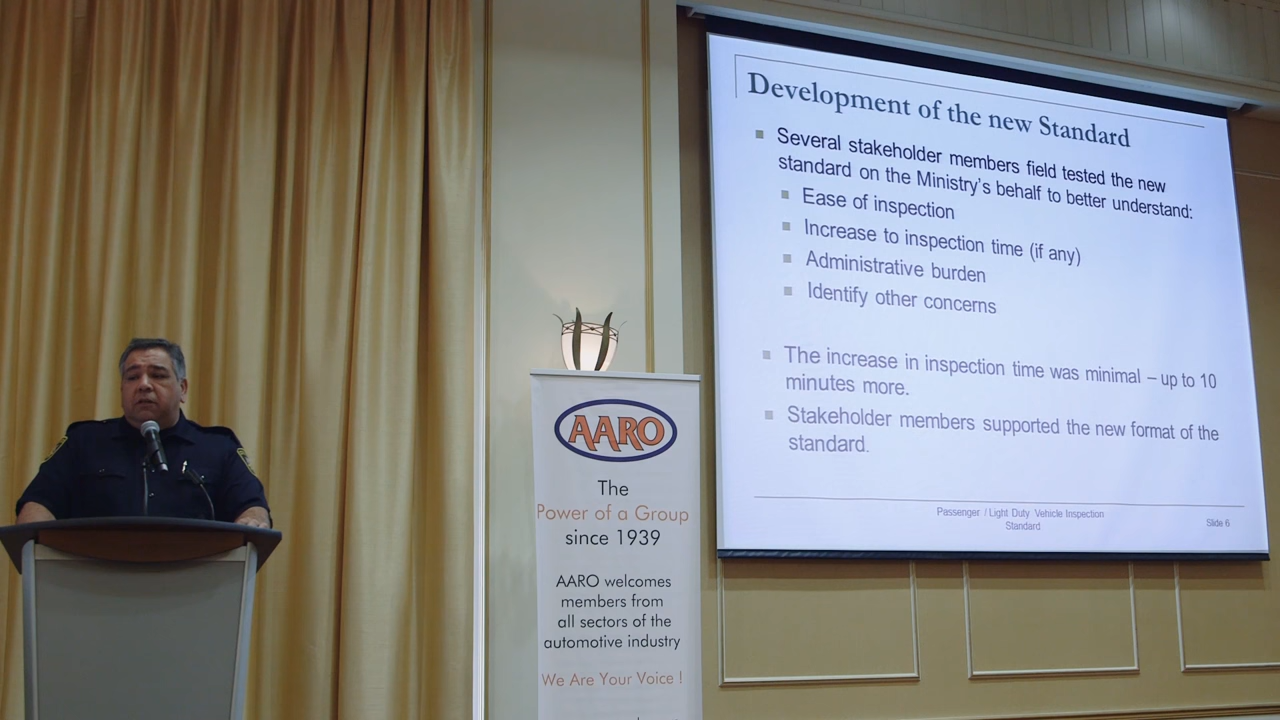 AARO
The
Power of a Group
since 1939
AARO welcomes
members from
all sectors of the
automotive industry
We Are Your Voice !
Development of the new Standard
Several stakeholder members field tested the new
standard on the Ministry's behalf to better understand:
Ease of inspection
Increase to inspection time (if any)
Administrative burden
Identify other concerns
The increase in inspection time was minimal – up to 10
minutes more.
Stakeholder members supported the new format of the
standard.
Passenger / Light Duty Vehicle Inspection
Standard
Slide 6